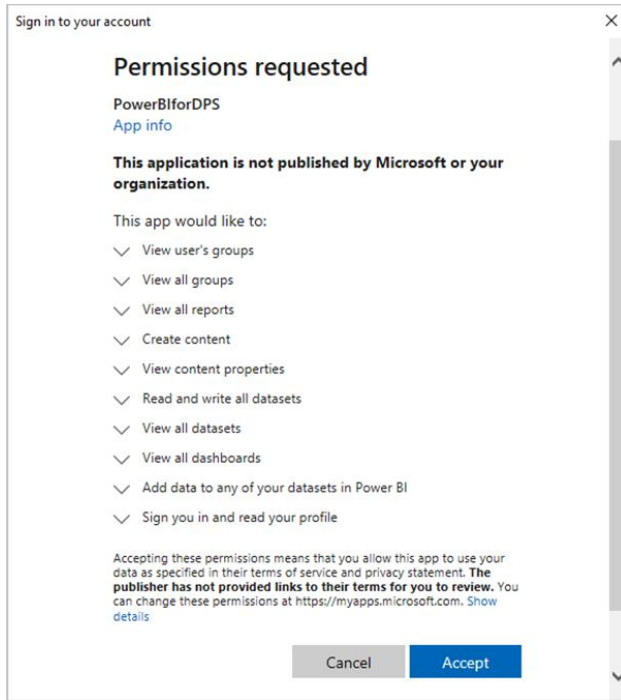 Sign in to your account
Permissions requested
PowerBIforDPS
App info
This application is not published by Microsoft or your
organization.
This app would like to:
View user's groups
View all groups
View all reports
Create content
View content properties
Read and write all datasets
View all datasets
View all dashboards
Add data to any of your datasets in Power BI
Sign you in and read your profile
Accepting these permissions means that you allow this app to use your
data as specified in their terms of service and privacy statement. The
publisher has not provided links to their terms for you to review. You
can change these permissions at https://myapps.microsoft.com. Show
details
Cancel Accept